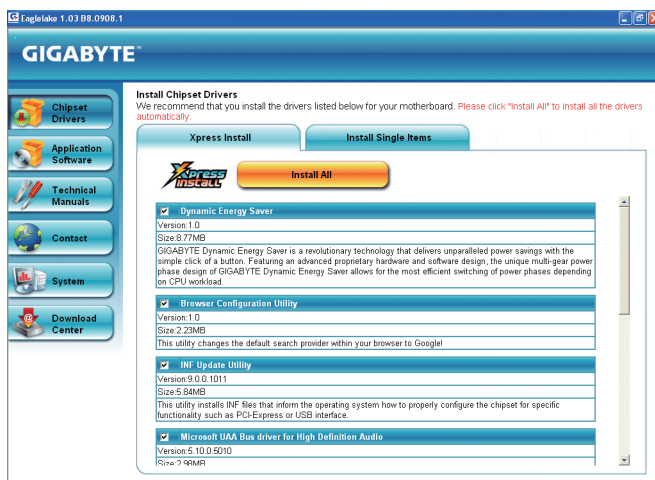 Eaglelake 1.03 B8.0908.1
GIGABYTE™
Chipset
Drivers
Application
Software
Technical
Manuals
Contact
System
Download
Center
Install Chipset Drivers
We recommend that you install the drivers listed below for your motherboard. Please click "Install All" to install all the drivers
automatically.
Xpress Install
Install Single Items
Xpress
Install
Install All
Dynamic Energy Saver
Version:1.0
Size:8.77MB
GIGABYTE Dynamic Energy Saver is a revolutionary technology that delivers unparalleled power savings with the
simple click of a button. Featuring an advanced proprietary hardware and software design, the unique multi-gear power
phase design of GIGABYTE Dynamic Energy Saver allows for the most efficient switching of power phases depending
on CPU workload.
Browser Configuration Utility
Version:1.0
Size:2.23MB
This utility changes the default search provider within your browser to Google!
INF Update Utility
Version:9.0.0.1011
Size:5.84MB
This utility installs INF files that inform the operating system how to properly configure the chipset for specific
functionality such as PCI-Express or USB interface.
Microsoft UAA Bus driver for High Definition Audio
Version:5.10.0.5010
Size:2.98MB